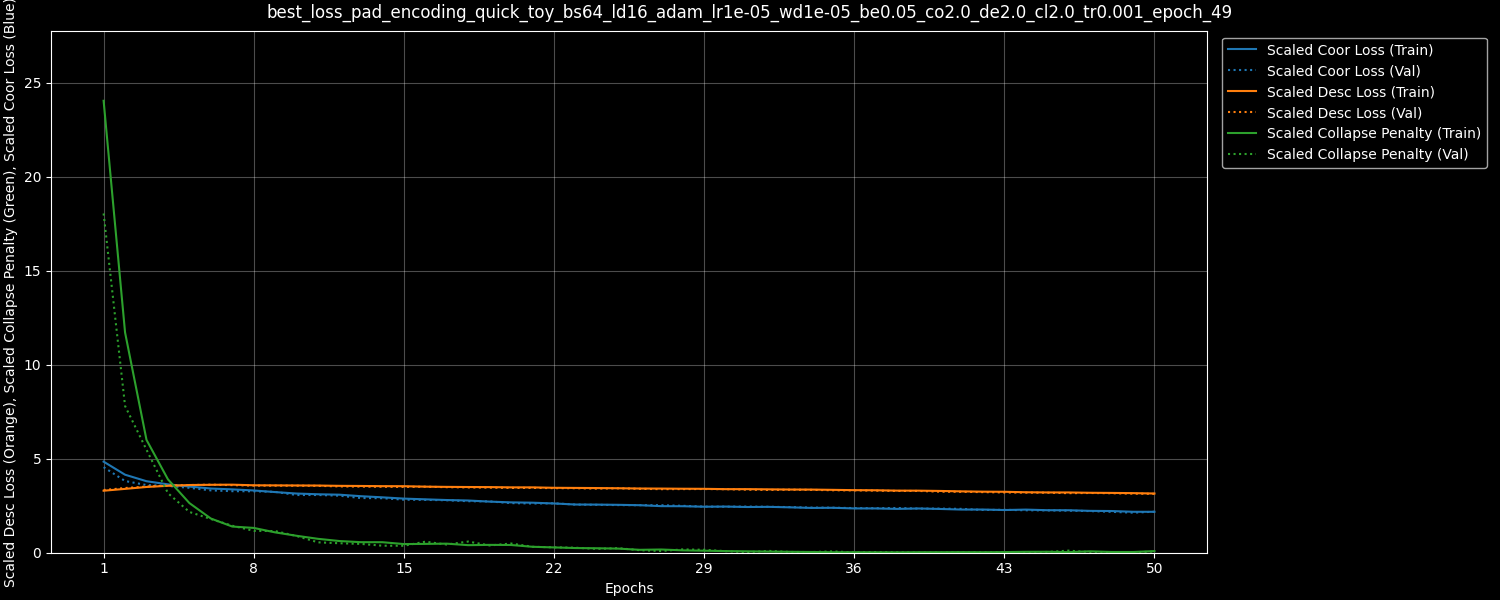 best_loss_pad_encoding_quick_toy_bs64_ld16_adam_lr1e-05_wd1e-05_be0.05_co2.0_de2.0_cl2.0_tr0.001_epoch_49
Scaled Desc Loss (Orange), Scaled Collapse Penalty (Green), Scaled Coor Loss (Blue)
25
20
15
10
5
0
1
8
15
22
29
36
43
50
Epochs
Scaled Coor Loss (Train)
Scaled Coor Loss (Val)
Scaled Desc Loss (Train)
Scaled Desc Loss (Val)
Scaled Collapse Penalty (Train)
Scaled Collapse Penalty (Val)